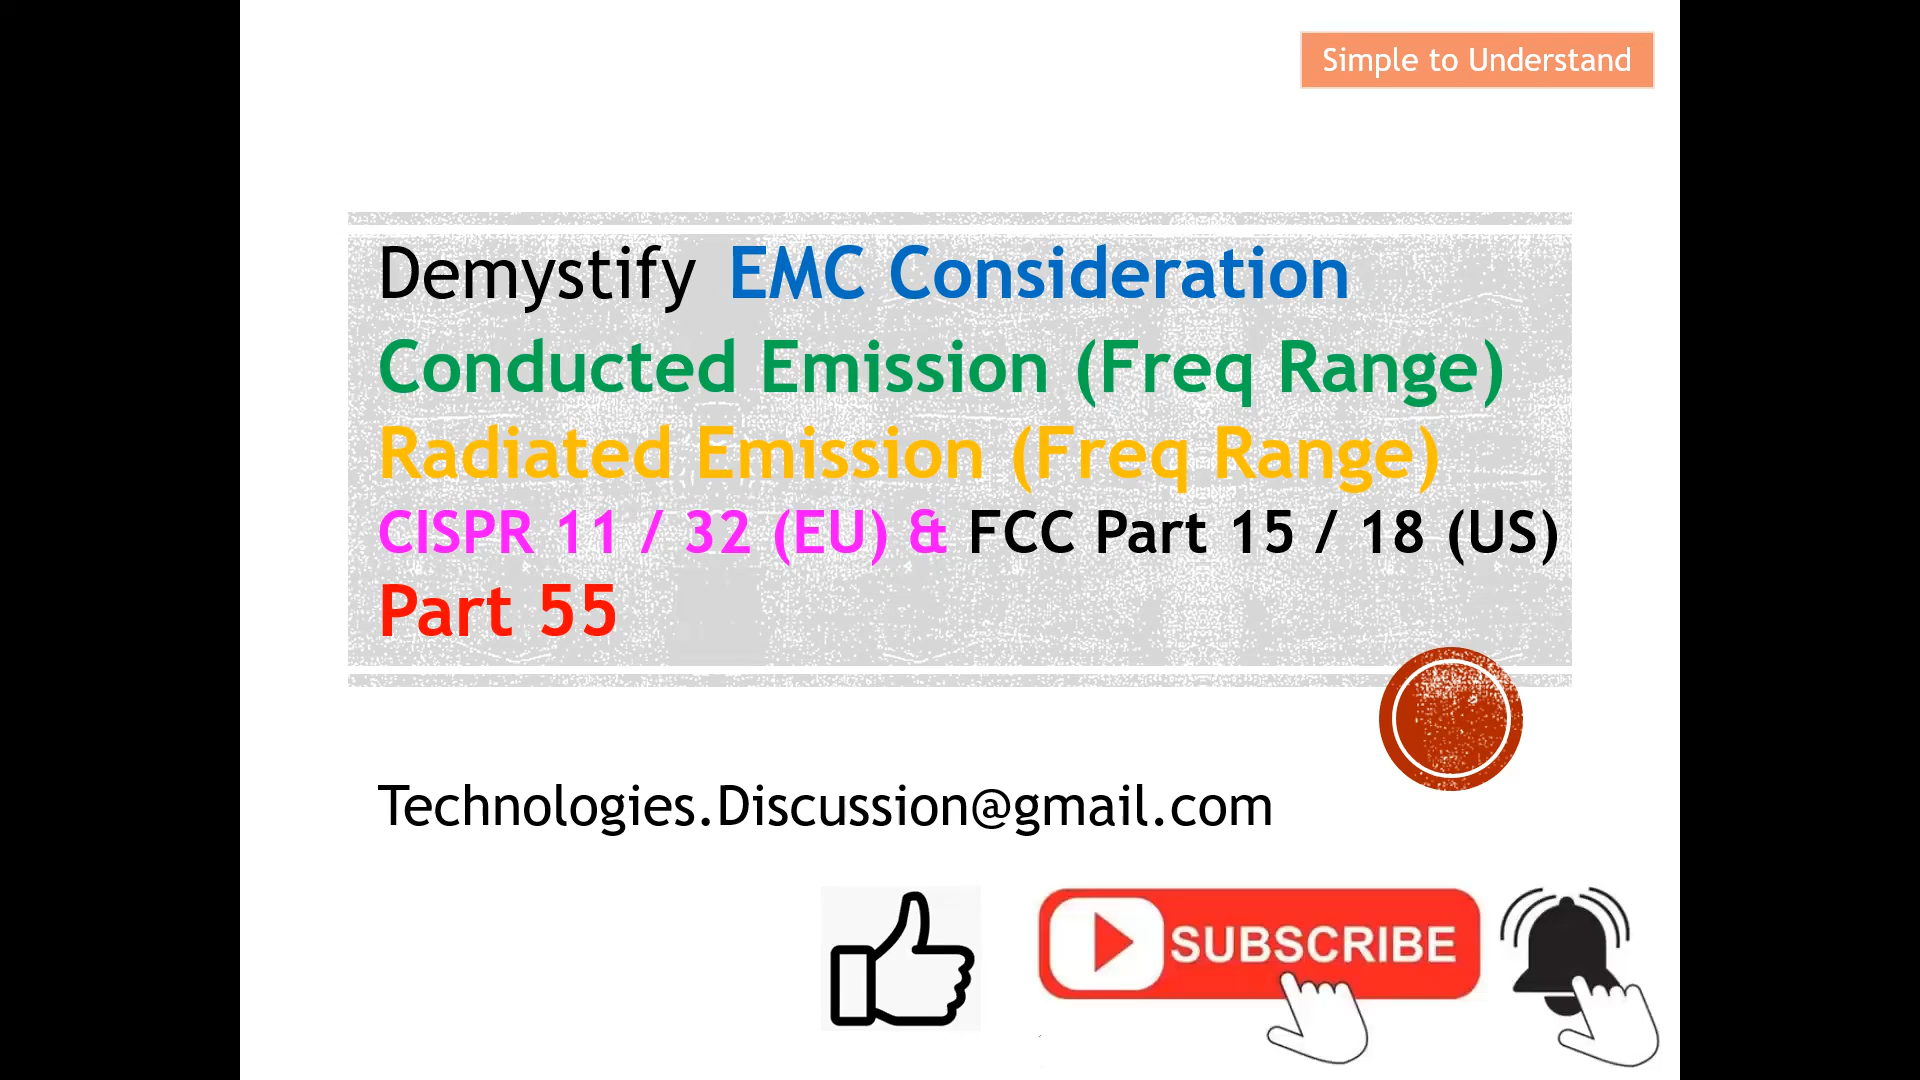 Simple to Understand
Demystify EMC Consideration
Conducted Emission (Freq Range)
Radiated Emission (Freq Range)
CISPR 11 / 32 (EU) & FCC Part 15 / 18 (US)
Part 55
Technologies.Discussion@gmail.com
SUBSCRIBE